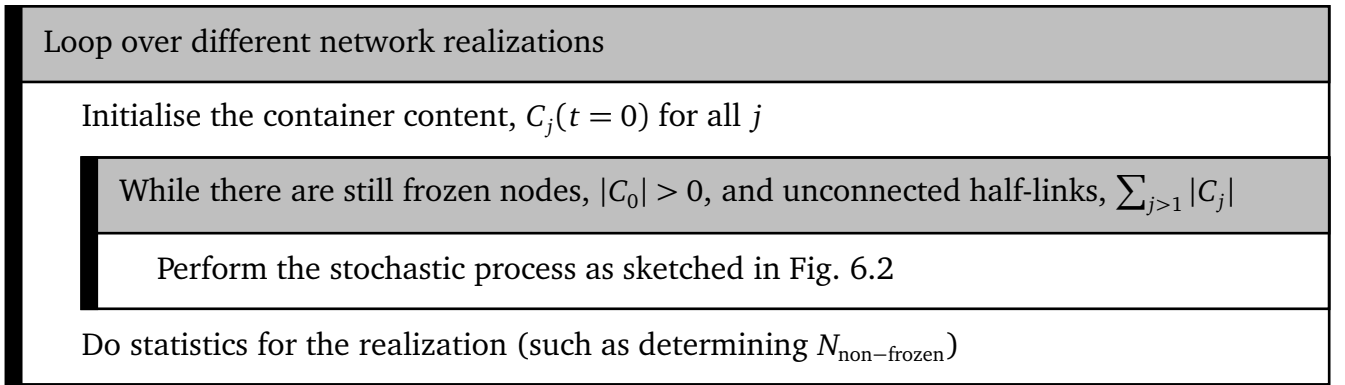 Loop over different network realizations
Initialise the container content, C_j(t = 0) for all j
While there are still frozen nodes, |C_0| > 0, and unconnected half-links, ∑_{j>1} |C_j|
Perform the stochastic process as sketched in Fig. 6.2
Do statistics for the realization (such as determining N_{non−frozen})